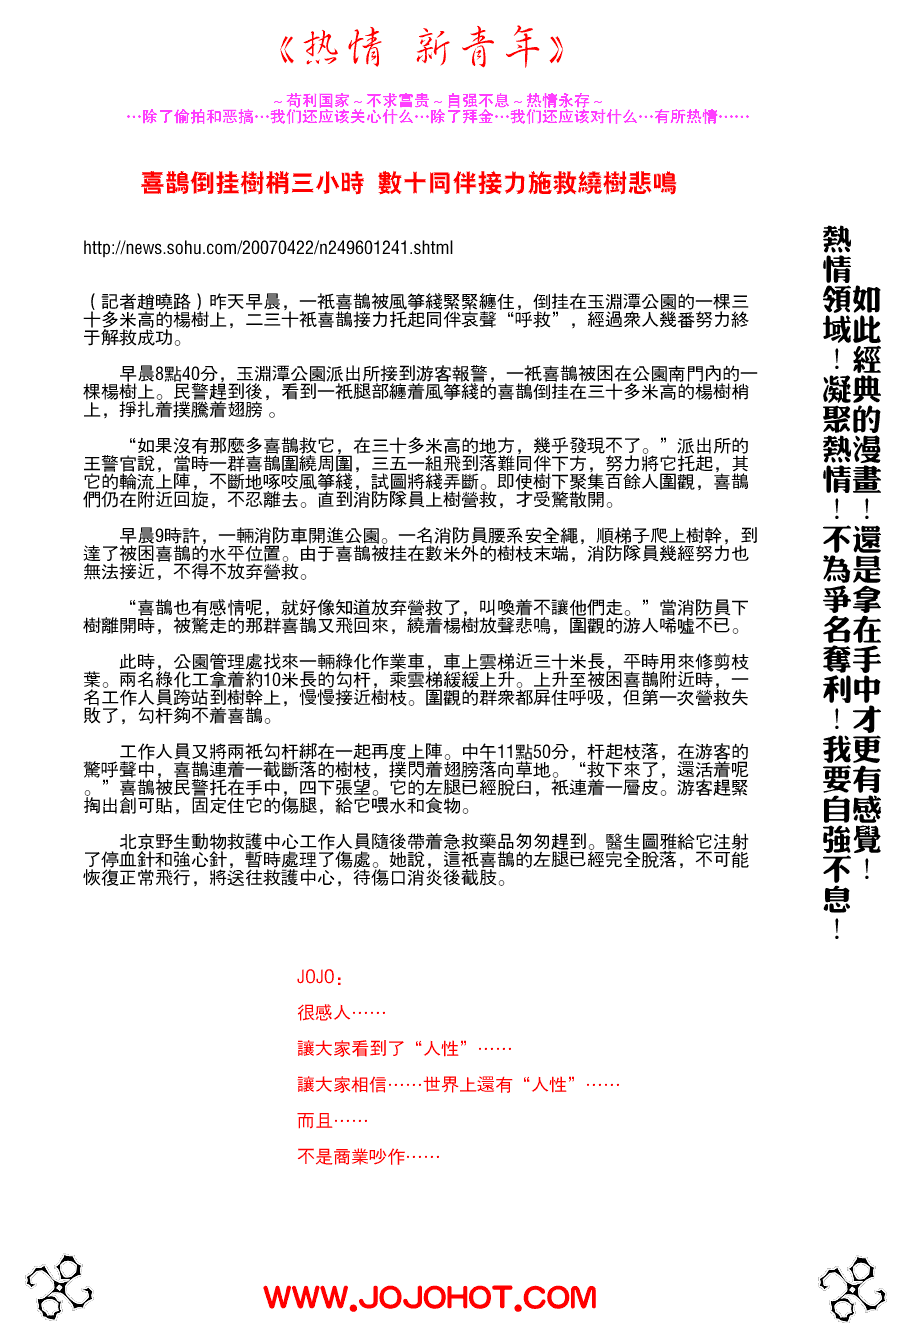 《热情 新青年》
～苟利国家～不求富贵～自强不息～热情永存～
…除了偷拍和恶搞…我们还应该关心什么…除了拜金…我们还应该对什么…有所热情……
喜鵲倒挂樹梢三小時 數十同伴接力施救繞樹悲鳴
http://news.sohu.com/20070422/n249601241.shtml
（記者趙曉路）昨天早晨，一衹喜鵲被風箏綫緊緊纏住，倒挂在玉淵潭公園的一棵三
十多米高的楊樹上，二三十衹喜鵲接力托起同伴哀聲“呼救”，經過衆人幾番努力終
于解救成功。
早晨8點40分，玉淵潭公園派出所接到游客報警，一衹喜鵲被困在公園南門內的一
棵楊樹上。民警趕到後，看到一衹腿部纏着風箏綫的喜鵲倒挂在三十多米高的楊樹梢
上，掙扎着撲騰着翅膀 。
“如果沒有那麼多喜鵲救它，在三十多米高的地方，幾乎發現不了。”派出所的
王警官說，當時一群喜鵲圍繞周圍，三五一組飛到落難同伴下方，努力將它托起，其
它的輪流上陣，不斷地啄咬風箏綫，試圖將綫弄斷。即使樹下聚集百餘人圍觀，喜鵲
們仍在附近回旋，不忍離去。直到消防隊員上樹營救，才受驚散開。
早晨9時許，一輛消防車開進公園。一名消防員腰系安全繩，順梯子爬上樹幹，到
達了被困喜鵲的水平位置。由于喜鵲被挂在數米外的樹枝末端，消防隊員幾經努力也
無法接近，不得不放弃營救。
“喜鵲也有感情呢，就好像知道放弃營救了，叫喚着不讓他們走。”當消防員下
樹離開時，被驚走的那群喜鵲又飛回來，繞着楊樹放聲悲鳴，圍觀的游人唏噓不已。
此時，公園管理處找來一輛綠化作業車，車上雲梯近三十米長，平時用來修剪枝
葉。兩名綠化工拿着約10米長的勾杆，乘雲梯緩緩上升。上升至被困喜鵲附近時，一
名工作人員跨站到樹幹上，慢慢接近樹枝。圍觀的群衆都屏住呼吸，但第一次營救失
敗了，勾杆夠不着喜鵲。
工作人員又將兩衹勾杆綁在一起再度上陣。中午11點50分，杆起枝落，在游客的
驚呼聲中，喜鵲連着一截斷落的樹枝，撲閃着翅膀落向草地。“救下來了，還活着呢
。”喜鵲被民警托在手中，四下張望。它的左腿已經脫臼，衹連着一層皮。游客趕緊
掏出創可貼，固定住它的傷腿，給它喂水和食物。
北京野生動物救護中心工作人員隨後帶着急救藥品匆匆趕到。醫生圖雅給它注射
了停血針和強心針，暫時處理了傷處。她說，這衹喜鵲的左腿已經完全脫落，不可能
恢復正常飛行，將送往救護中心，待傷口消炎後截肢。
如此經典的漫畫！還是拿在手中才更有感覺！
熱情領域！凝聚熱情！不為爭名奪利！我要自強不息！
JOJO：
很感人……
讓大家看到了“人性”……
讓大家相信……世界上還有“人性”……
而且……
不是商業吵作……
WWW.JOJOHOT.COM